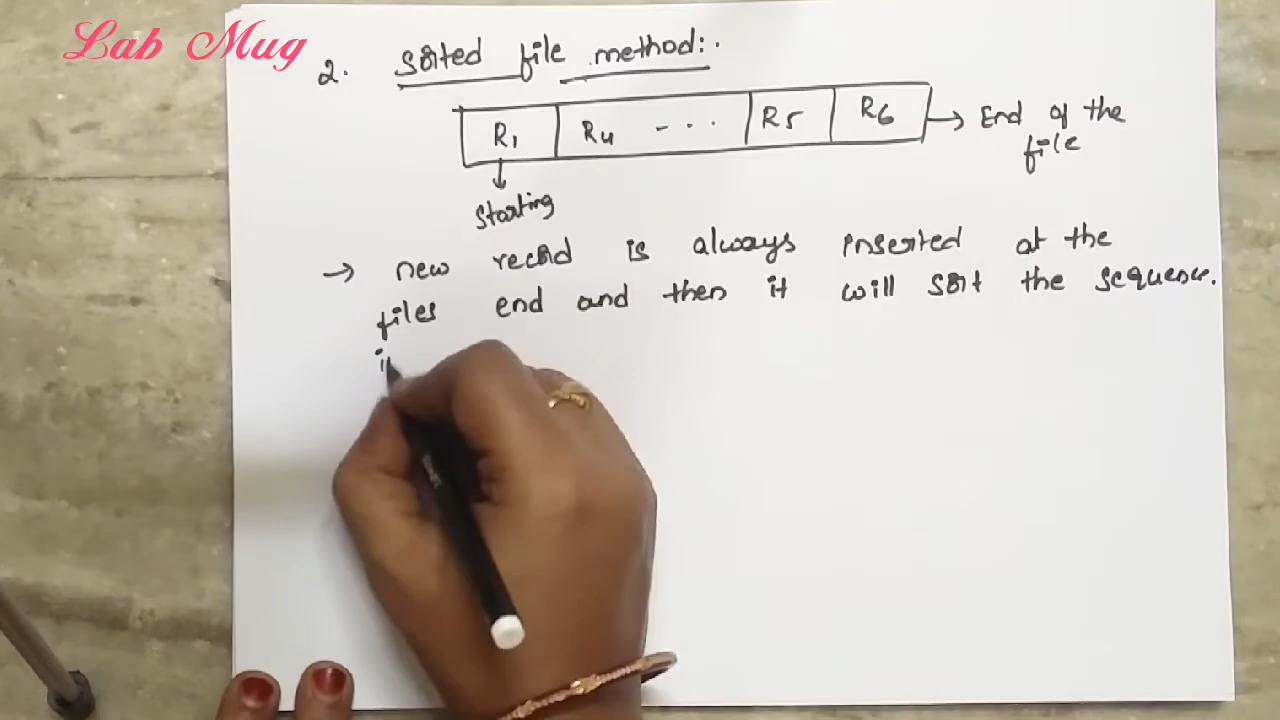 Lab Mug
2. Sorted file method:.
R1 R4 - - . . R5 R6 → End of the
file
Starting
→ new record is always inserted at the
files end and then it will sort the sequence.
i